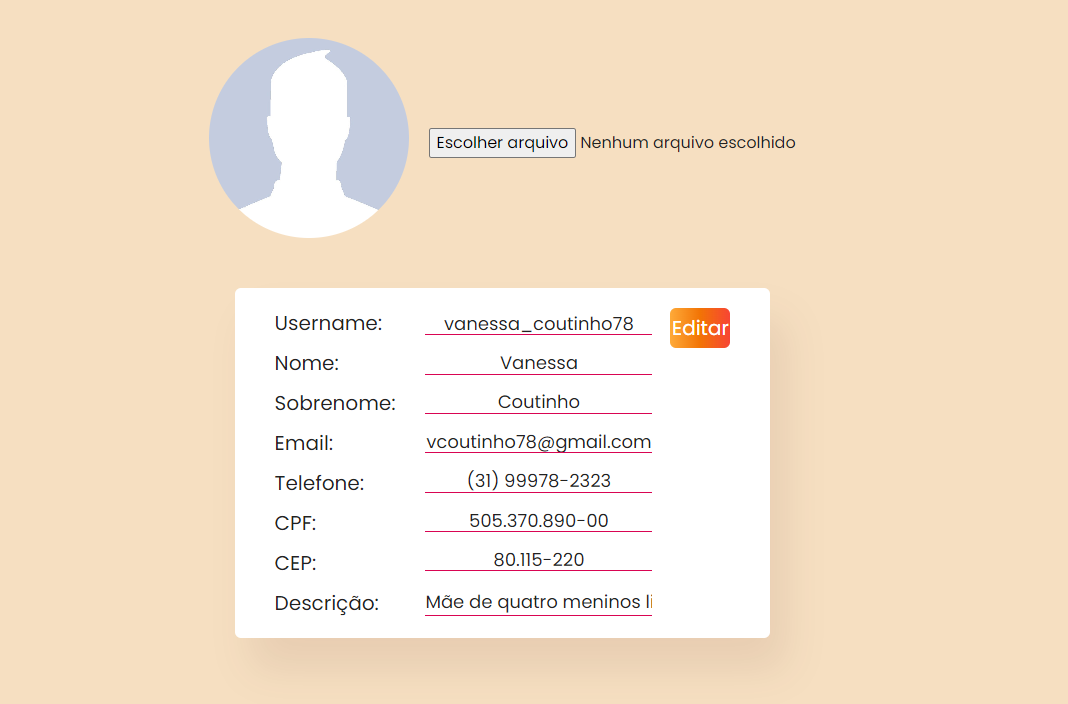 Escolher arquivo Nenhum arquivo escolhido
Username: vanessa_coutinho78 Editar
Nome: Vanessa
Sobrenome: Coutinho
Email: vcoutinho78@gmail.com
Telefone: (31) 99978-2323
CPF: 505.370.890-00
CEP: 80.115-220
Descrição: Mãe de quatro meninos li